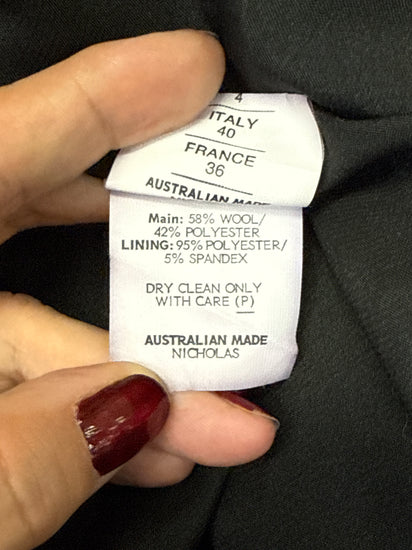 4
ITALY
40
FRANCE
36
AUSTRALIAN MADE
Main: 58% WOOL/
42% POLYESTER
LINING: 95% POLYESTER/
5% SPANDEX
DRY CLEAN ONLY
WITH CARE (P)
AUSTRALIAN MADE
NICHOLAS